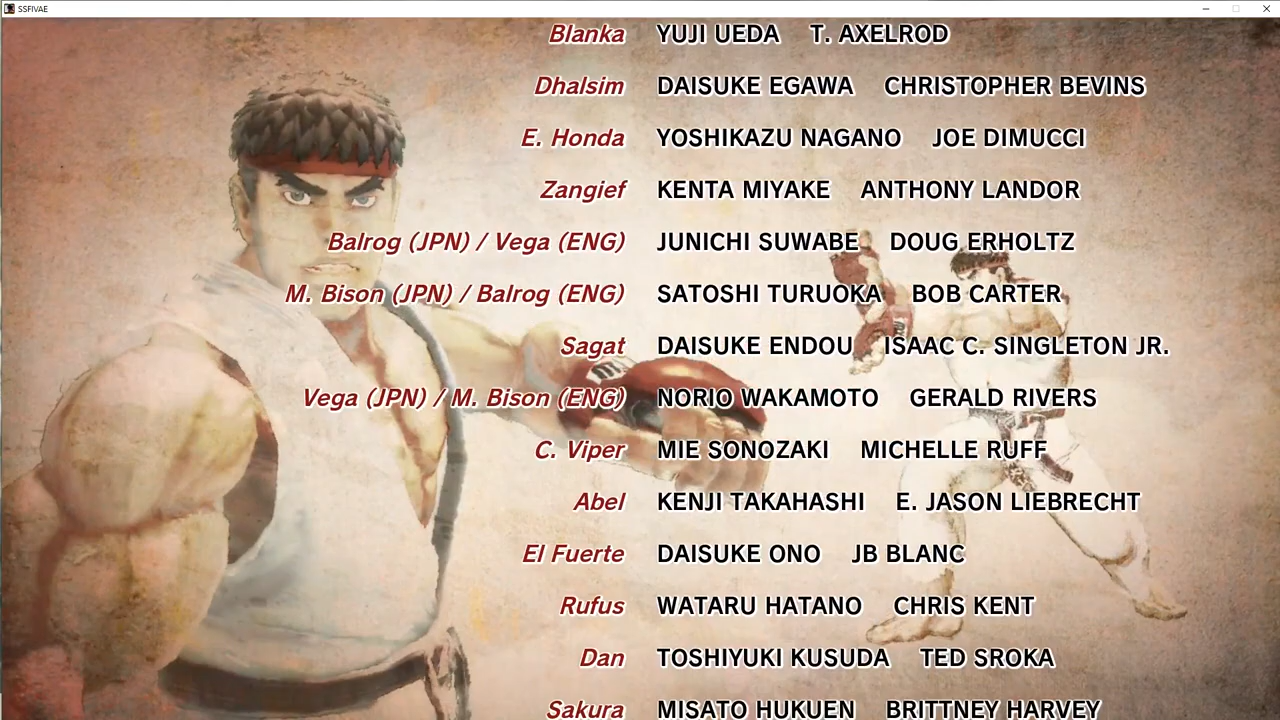 SSFIVAE
Blanka YUJI UEDA T. AXELROD
Dhalsim DAISUKE EGAWA CHRISTOPHER BEVINS
E. Honda YOSHIKAZU NAGANO JOE DIMUCCI
Zangief KENTA MIYAKE ANTHONY LANDOR
Balrog (JPN) / Vega (ENG) JUNICHI SUWABE DOUG ERHOLTZ
M. Bison (JPN) / Balrog (ENG) SATOSHI TURUOKA BOB CARTER
Sagat DAISUKE ENDOU ISAAC C. SINGLETON JR.
Vega (JPN) / M. Bison (ENG) NORIO WAKAMOTO GERALD RIVERS
C. Viper MIE SONOZAKI MICHELLE RUFF
Abel KENJI TAKAHASHI E. JASON LIEBRECHT
El Fuerte DAISUKE ONO JB BLANC
Rufus WATARU HATANO CHRIS KENT
Dan TOSHIYUKI KUSUDA TED SROKA
Sakura MISATO HUKUEN BRITTNEY HARVEY